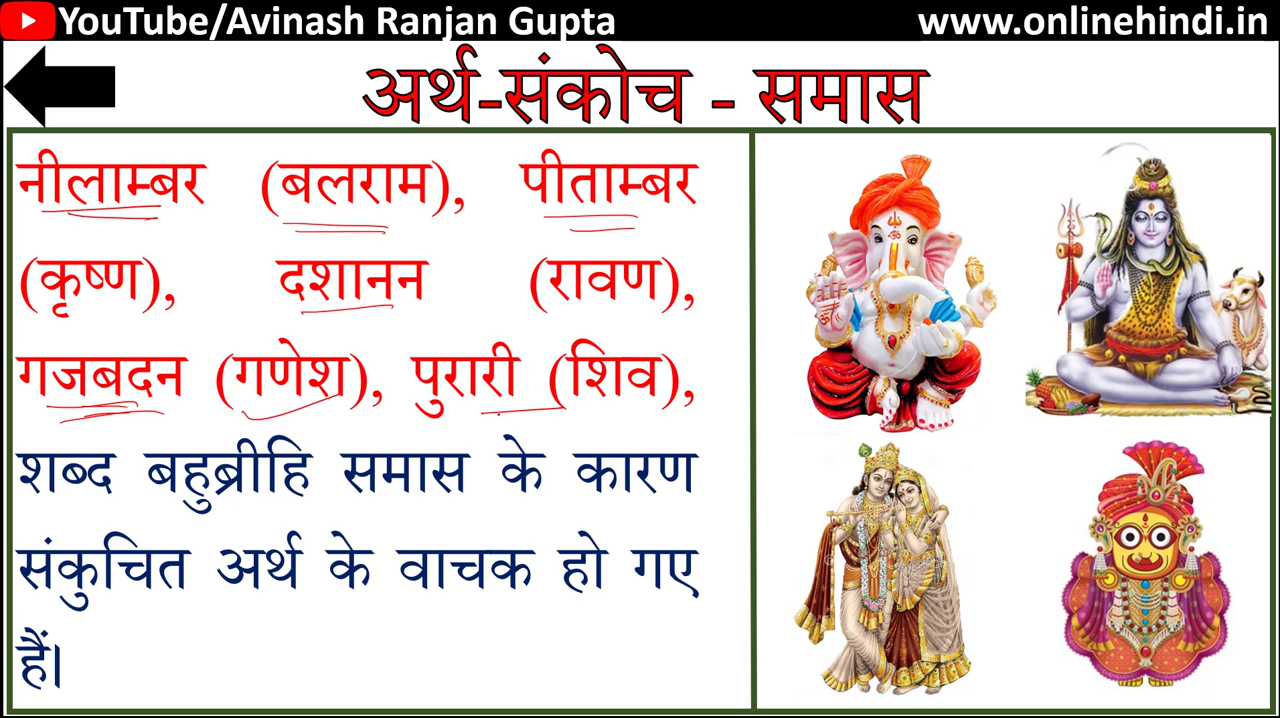 YouTube/Avinash Ranjan Gupta
www.onlinehindi.in
अर्थ-संकोच - समास
नीलाम्बर (बलराम), पीताम्बर
(कृष्ण), दशानन (रावण),
गजबदन (गणेश), पुरारी (शिव),
शब्द बहुब्रीहि समास के कारण
संकुचित अर्थ के वाचक हो गए
हैं।